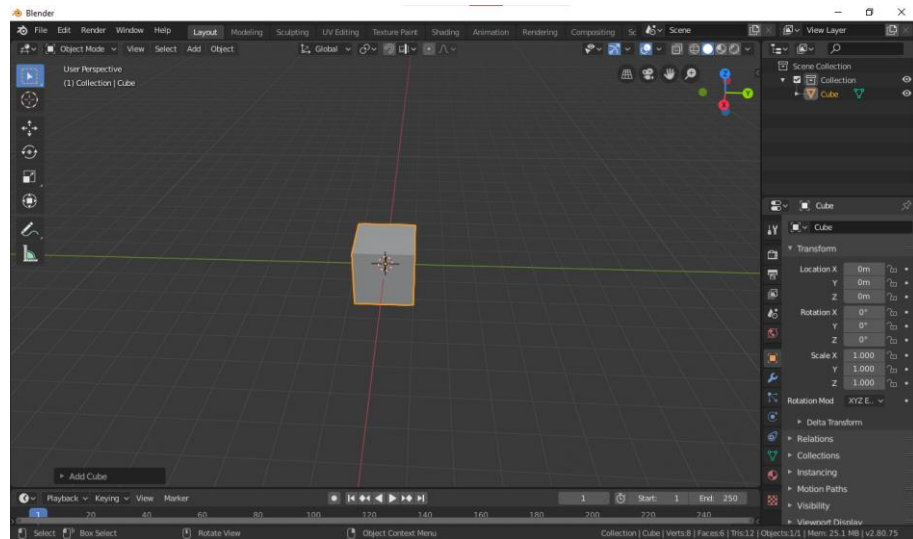 Blender
File Edit Render Window Help Layout Modeling Sculpting UV Editing Texture Paint Shading Animation Rendering Compositing Sc Scene View Layer
Object Mode View Select Add Object Global
User Perspective
(1) Collection | Cube
Z
Y
X
Add Cube
Scene Collection
Collection
Cube
Cube
Cube
Transform
Location X 0m
Y 0m
Z 0m
Rotation X 0°
Y 0°
Z 0°
Scale X 1.000
Y 1.000
Z 1.000
Rotation Mod XYZ E..
Delta Transform
Relations
Collections
Instancing
Motion Paths
Visibility
Viewport Display
Playback Keying View Marker 1 Start: 1 End: 250
1 20 40 60 80 100 120 140 160 180 200 220 240
Select Box Select Rotate View Object Context Menu Collection | Cube | Verts:8 | Faces:6 | Tris:12 | Objects:1/1 | Mem: 25.1 MB | v2.80.75